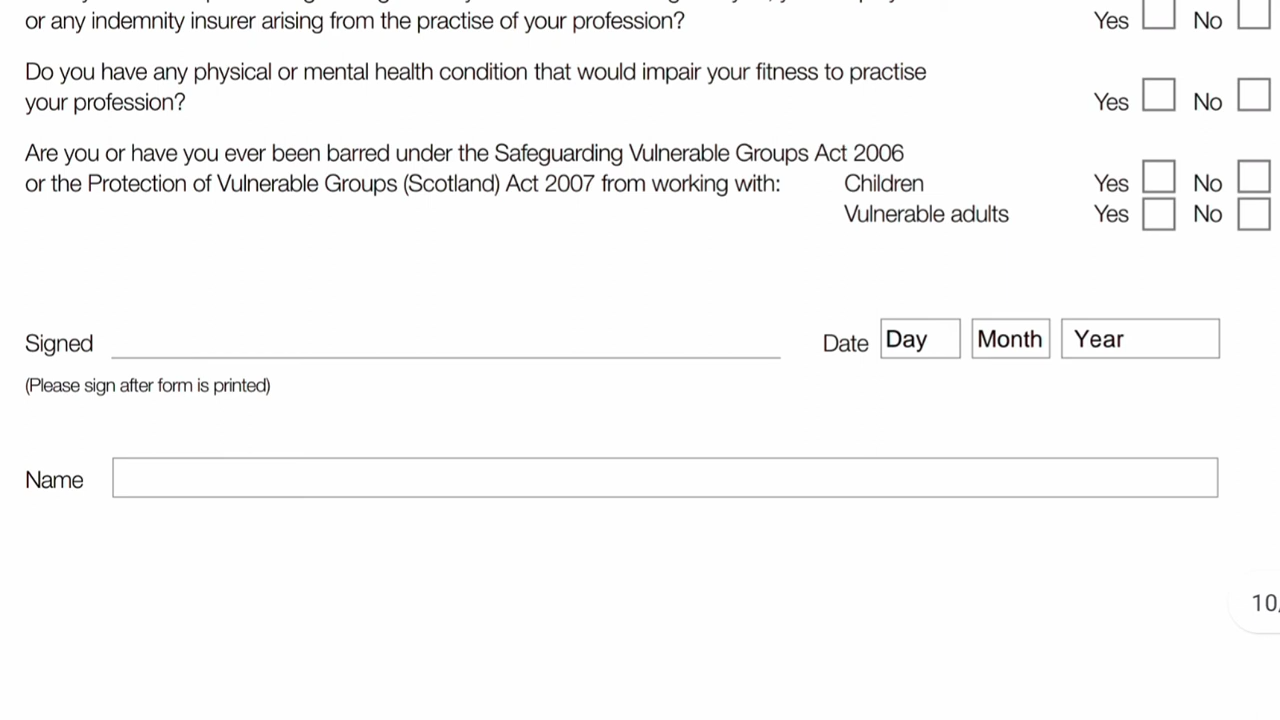 or any indemnity insurer arising from the practise of your profession? Yes No
Do you have any physical or mental health condition that would impair your fitness to practise
your profession? Yes No
Are you or have you ever been barred under the Safeguarding Vulnerable Groups Act 2006
or the Protection of Vulnerable Groups (Scotland) Act 2007 from working with: Children Yes No
Vulnerable adults Yes No
Signed Date Day Month Year
(Please sign after form is printed)
Name
10